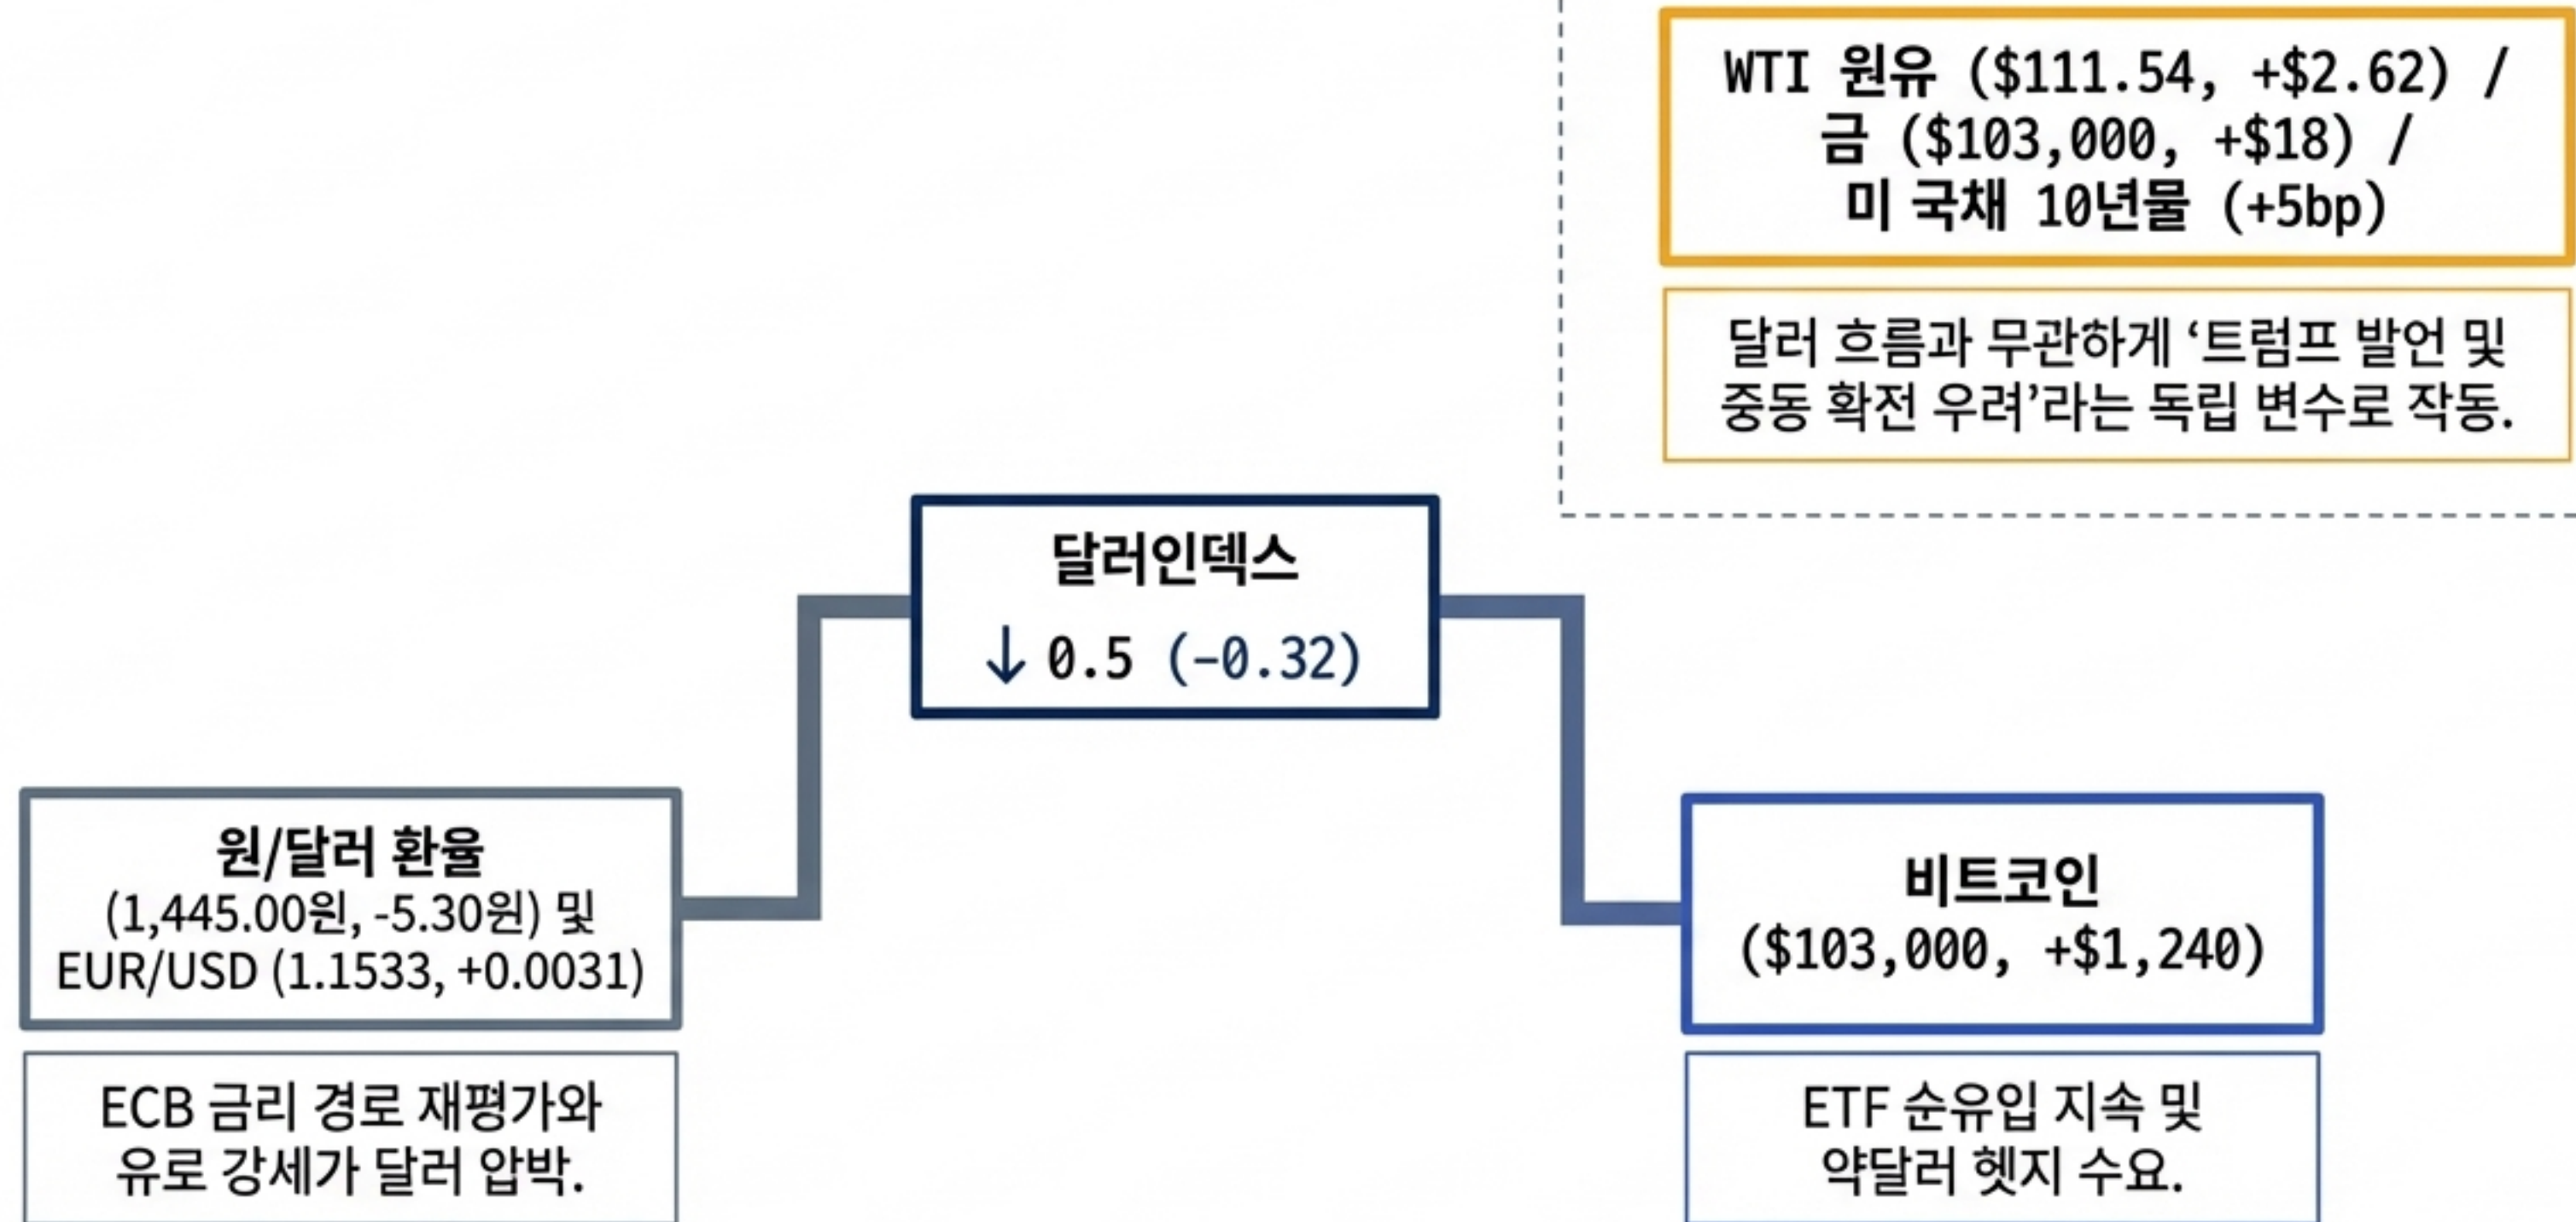 WTI 원유 ($111.54, +$2.62) /
금 ($103,000, +$18) /
미 국채 10년물 (+5bp)
달러 흐름과 무관하게 ‘트럼프 발언 및
중동 확전 우려’라는 독립 변수로 작동.
달러인덱스
↓ 0.5 (−0.32)
원/달러 환율
(1,445.00원, -5.30원) 및
EUR/USD (1.1533, +0.0031)
ECB 금리 경로 재평가와
유로 강세가 달러 압박.
비트코인
($103,000, +$1,240)
ETF 순유입 지속 및
약달러 헷지 수요.